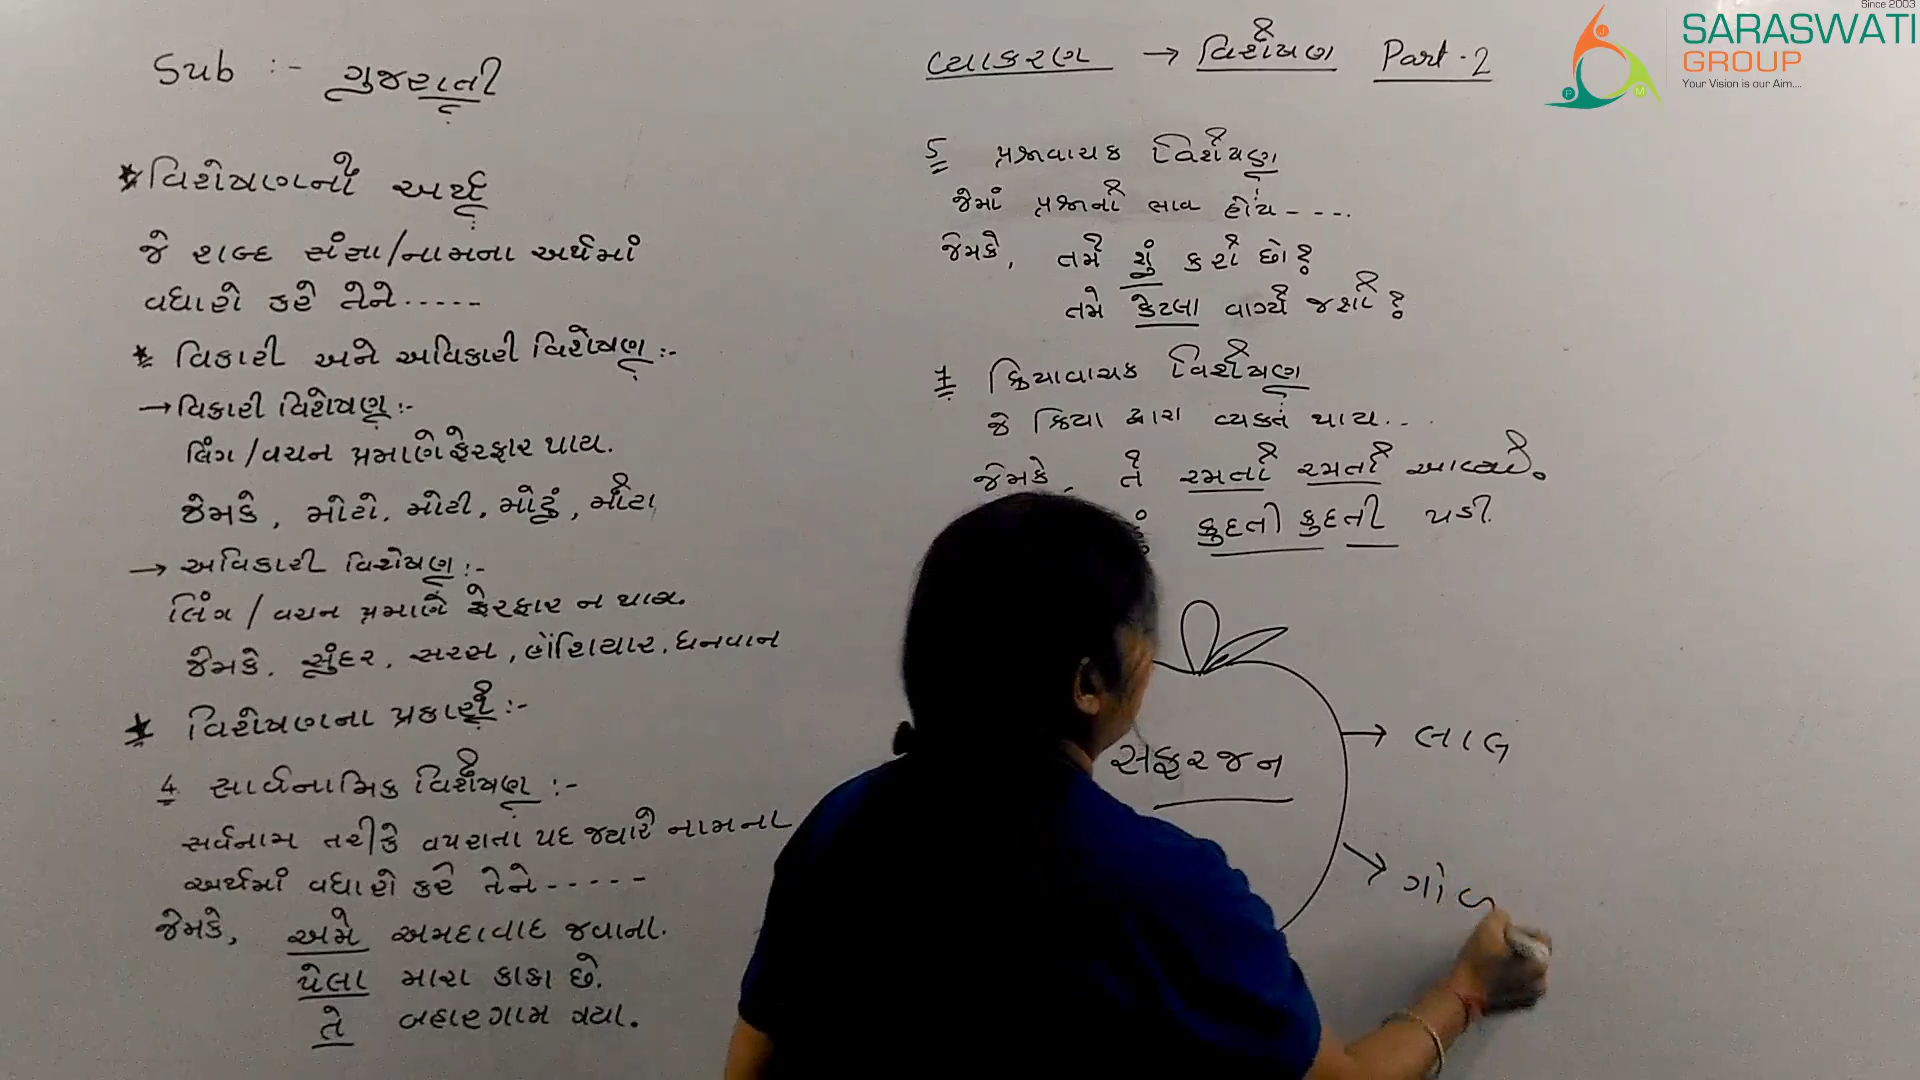 Sub :- ગુજરાતી
* વિશેષણનો અર્થ :
જે શબ્દ સંજ્ઞા/નામના અર્થમાં
વધારો કરે તેને-----
* વિકારી અને અવિકારી વિશેષણ :-
→ વિકારી વિશેષણ :-
લિંગ/વચન પ્રમાણે ફેરફાર થાય.
જેમકે, મોટો, મોટી, મોટું, મોટા
→ અવિકારી વિશેષણ :-
લિંગ/વચન પ્રમાણે ફેરફાર ન થાય.
જેમકે, સુંદર, સરસ, હોંશિયાર, ધનવાન
* વિશેષણના પ્રકારો :-
4 સાર્વનામિક વિશેષણ :-
સર્વનામ તરીકે વપરાતાં પદ જ્યારે નામના
અર્થમાં વધારો કરે તેને-----
જેમકે, અમે અમદાવાદ જવાના.
પેલા મારા કાકા છે.
તે બહારગામ ગયા.
વ્યાકરણ → વિશેષણ Part-2
5 પ્રશ્નવાચક વિશેષણ
જેમાં પ્રશ્નનો ભાવ હોય----
જેમકે, તમે શું કરો છો?
તમે કેટલા વાગ્યે જશો?
7 ક્રિયાવાચક વિશેષણ
જે ક્રિયા દ્વારા વ્યક્ત થાય...
જેમકે, તે રમતો રમતો આવ્યો.
કુદતી કુદતી પડી.
સફરજન
→ લાલ
→ ગોળ
Since 2003
SARASWATI
GROUP
Your Vision is our Aim....
J
P
M